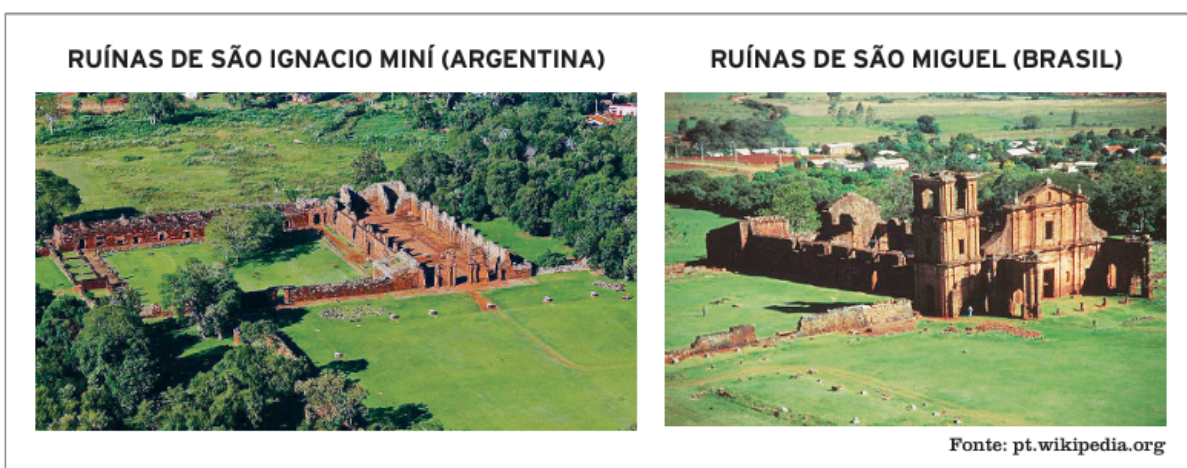 RUÍNAS DE SÃO IGNACIO MINÍ (ARGENTINA)
RUÍNAS DE SÃO MIGUEL (BRASIL)
Fonte: pt.wikipedia.org